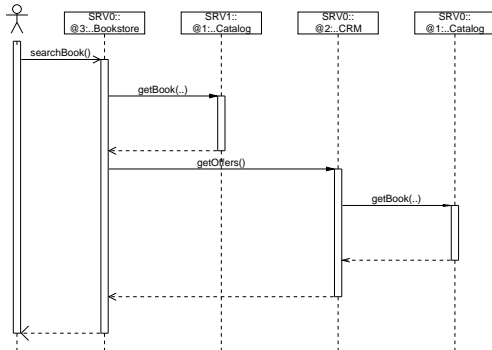 SRV0::
@3:..Bookstore
SRV1::
@1:..Catalog
SRV0::
@2:..CRM
SRV0::
@1:..Catalog
searchBook()
getBook(..)
getOffers()
getBook(..)